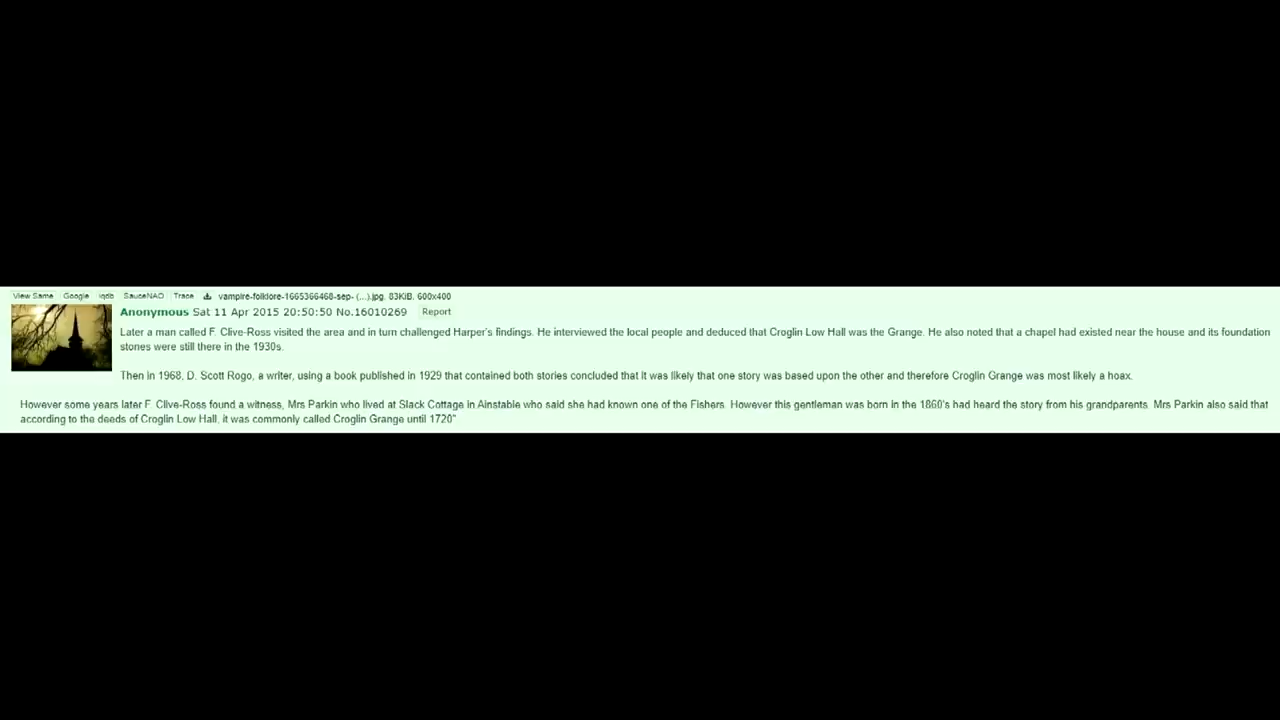 View Same Google iqdb SauceNAO Trace vampire-folklore-1665366468-sep- (...).jpg. 83KiB. 600x400
Anonymous Sat 11 Apr 2015 20:50:50 No.16010269 Report
Later a man called F. Clive-Ross visited the area and in turn challenged Harper's findings. He interviewed the local people and deduced that Croglin Low Hall was the Grange. He also noted that a chapel had existed near the house and its foundation
stones were still there in the 1930s.
Then in 1968, D. Scott Rogo, a writer, using a book published in 1929 that contained both stories concluded that it was likely that one story was based upon the other and therefore Croglin Grange was most likely a hoax.
However some years later F. Clive-Ross found a witness, Mrs Parkin who lived at Slack Cottage in Ainstable who said she had known one of the Fishers. However this gentleman was born in the 1860's had heard the story from his grandparents. Mrs Parkin also said that
according to the deeds of Croglin Low Hall, it was commonly called Croglin Grange until 1720"